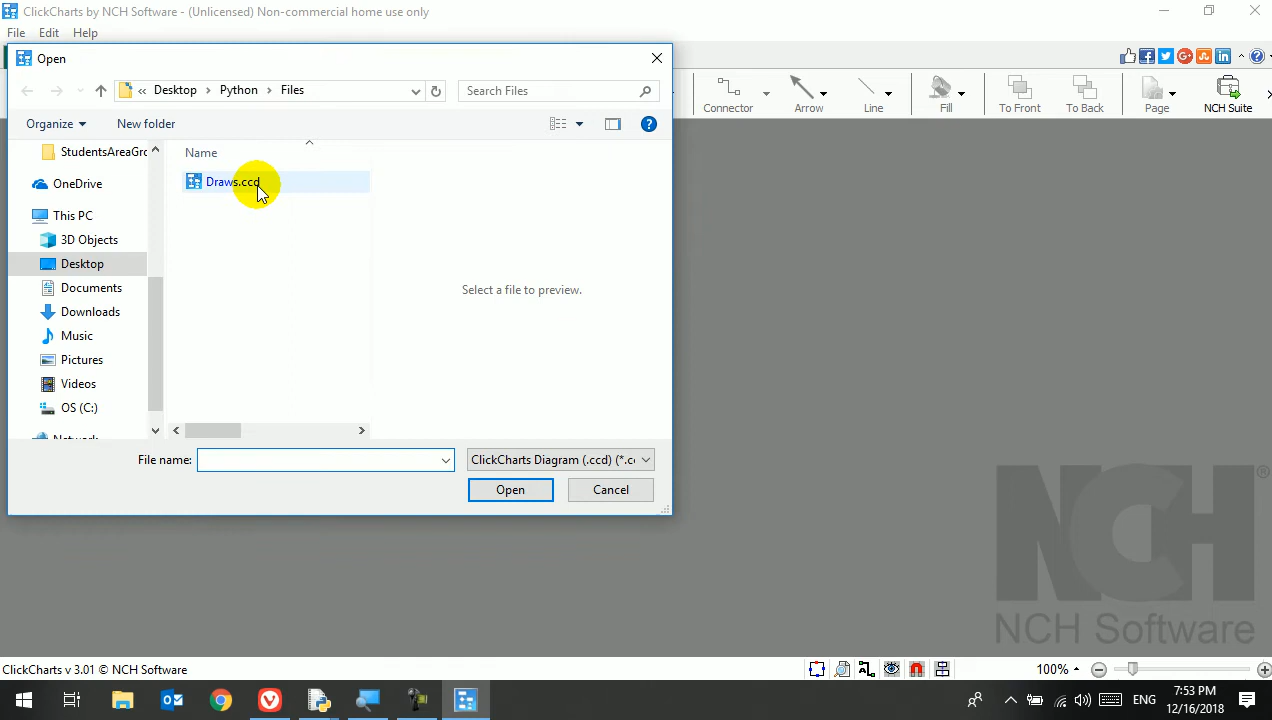 ClickCharts by NCH Software - (Unlicensed) Non-commercial home use only
File Edit Help
Open
« Desktop > Python > Files
Search Files
Connector Arrow Line Fill To Front To Back Page NCH Suite
Organize New folder
StudentsAreaGro
Name
Draws.ccd
OneDrive
This PC
3D Objects
Desktop
Documents
Downloads
Music
Pictures
Videos
OS (C:)
Network
Select a file to preview.
File name:
ClickCharts Diagram (.ccd) (*.cc
Open Cancel
NCH®
NCH Software
ClickCharts v 3.01 © NCH Software
100%
ENG
7:53 PM
12/16/2018